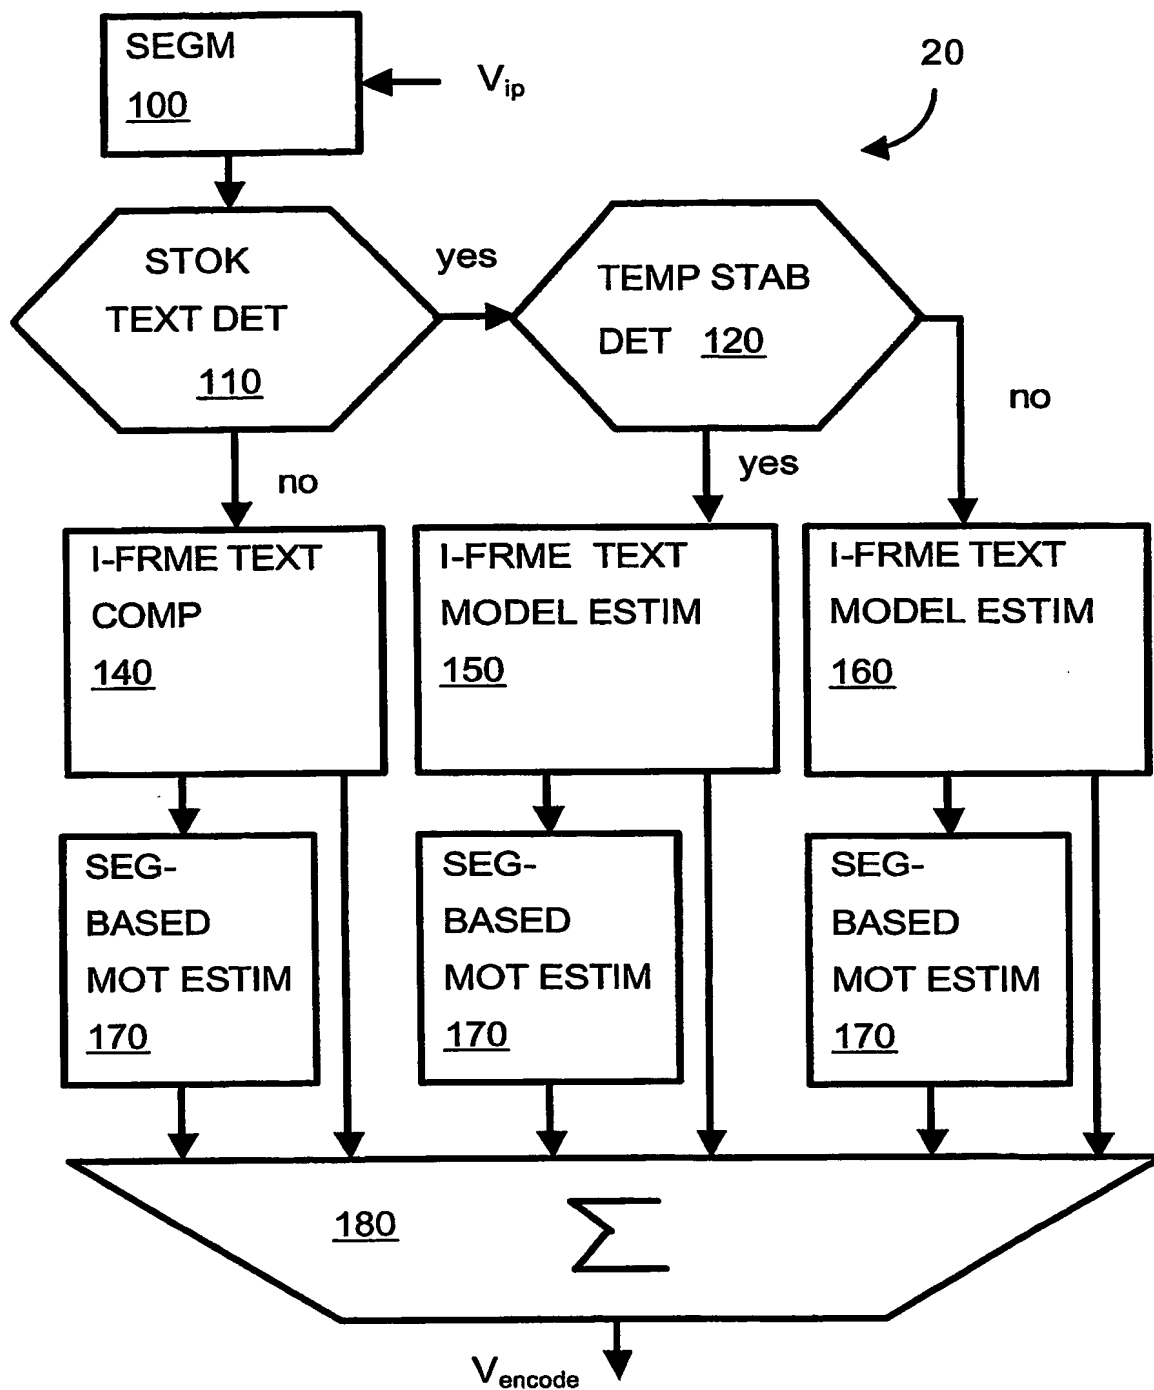 SEGM
100
V_ip
20
STOK
TEXT DET
110
yes
TEMP STAB
DET 120
no
yes
no
I-FRME TEXT
COMP
140
I-FRME TEXT
MODEL ESTIM
150
I-FRME TEXT
MODEL ESTIM
160
SEG-
BASED
MOT ESTIM
170
SEG-
BASED
MOT ESTIM
170
SEG-
BASED
MOT ESTIM
170
180 Σ
V_encode